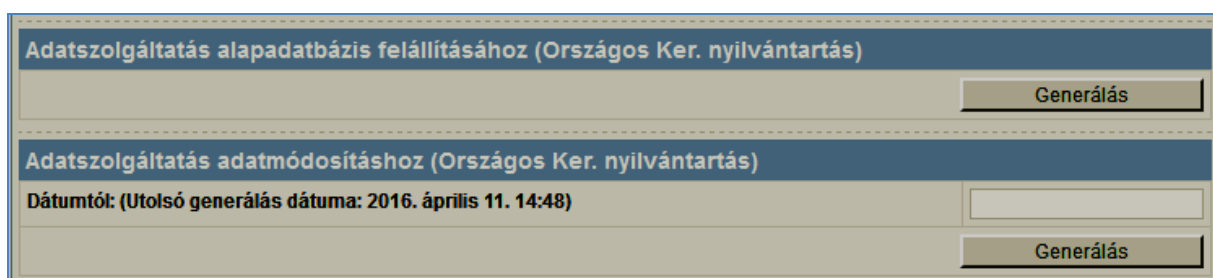 Adatszolgáltatás alapadatbázis felállításához (Országos Ker. nyilvántartás)
Generálás
Adatszolgáltatás adatmódosításhoz (Országos Ker. nyilvántartás)
Dátumtól: (Utolsó generálás dátuma: 2016. április 11. 14:48)
Generálás